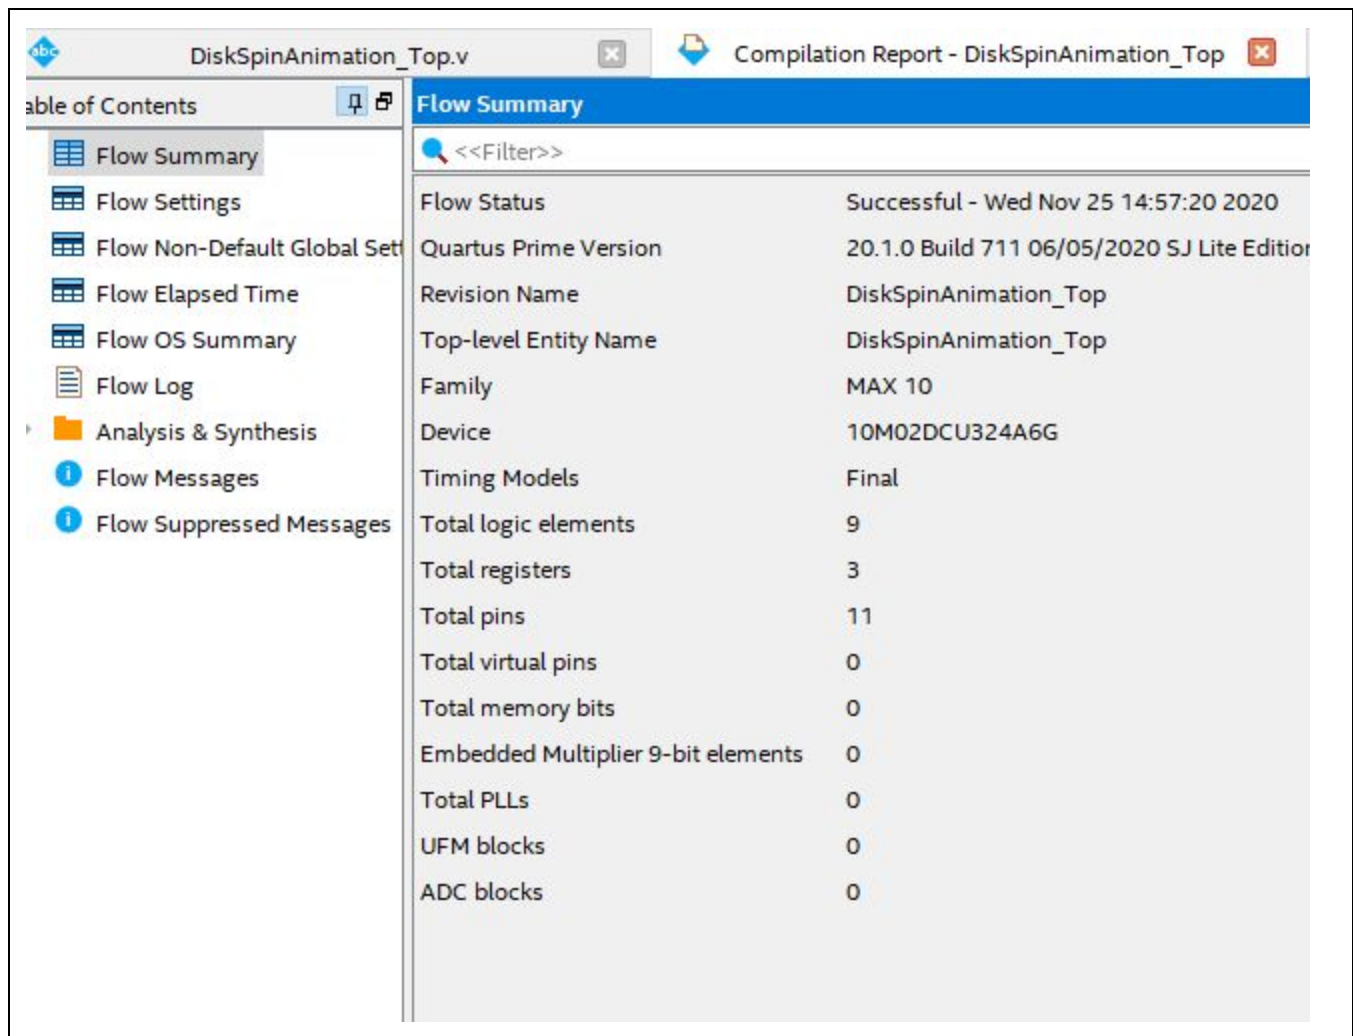 abc DiskSpinAnimation_Top.v Compilation Report - DiskSpinAnimation_Top
able of Contents
Flow Summary
Flow Settings
Flow Non-Default Global Sett
Flow Elapsed Time
Flow OS Summary
Flow Log
Analysis & Synthesis
Flow Messages
Flow Suppressed Messages
Flow Summary
<<Filter>>
Flow Status Successful - Wed Nov 25 14:57:20 2020
Quartus Prime Version 20.1.0 Build 711 06/05/2020 SJ Lite Edition
Revision Name DiskSpinAnimation_Top
Top-level Entity Name DiskSpinAnimation_Top
Family MAX 10
Device 10M02DCU324A6G
Timing Models Final
Total logic elements 9
Total registers 3
Total pins 11
Total virtual pins 0
Total memory bits 0
Embedded Multiplier 9-bit elements 0
Total PLLs 0
UFM blocks 0
ADC blocks 0